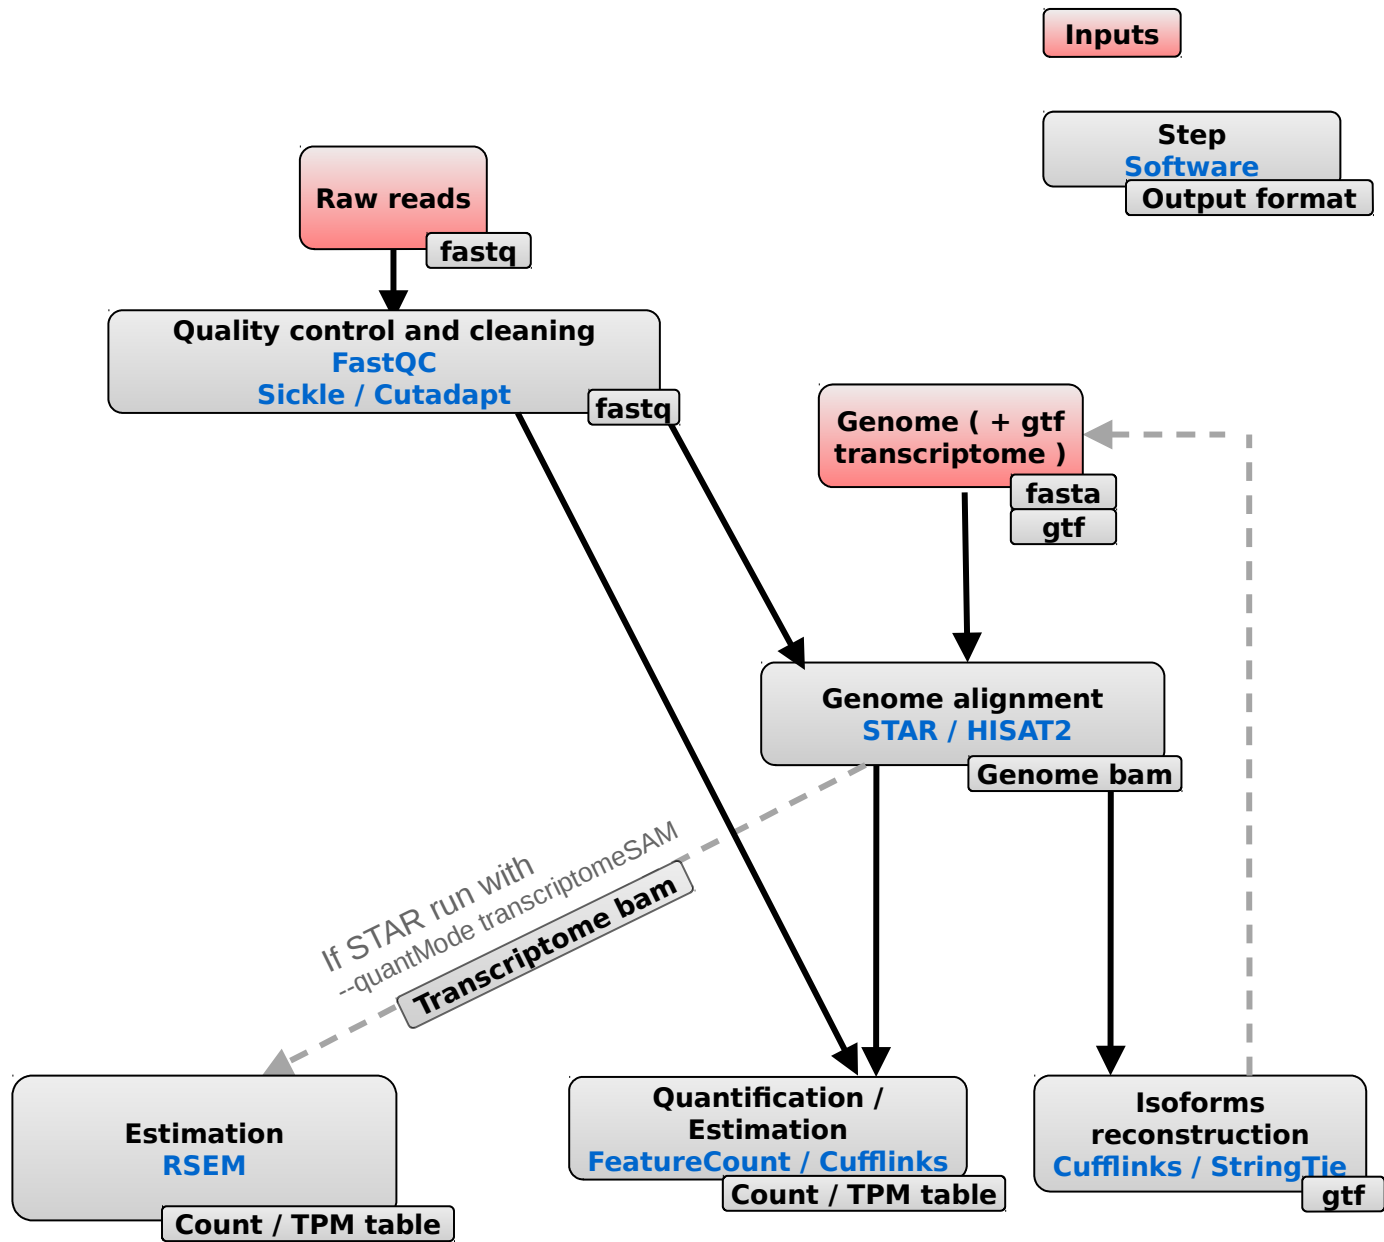 Inputs
Step
Software
Output format
Raw reads
fastq
Quality control and cleaning
FastQC
Sickle / Cutadapt
fastq
Genome ( + gtf
transcriptome )
fasta
gtf
Genome alignment
STAR / HISAT2
Genome bam
If STAR run with
--quantMode transcriptomeSAM
Transcriptome bam
Estimation
RSEM
Count / TPM table
Quantification /
Estimation
FeatureCount / Cufflinks
Count / TPM table
Isoforms
reconstruction
Cufflinks / StringTie
gtf